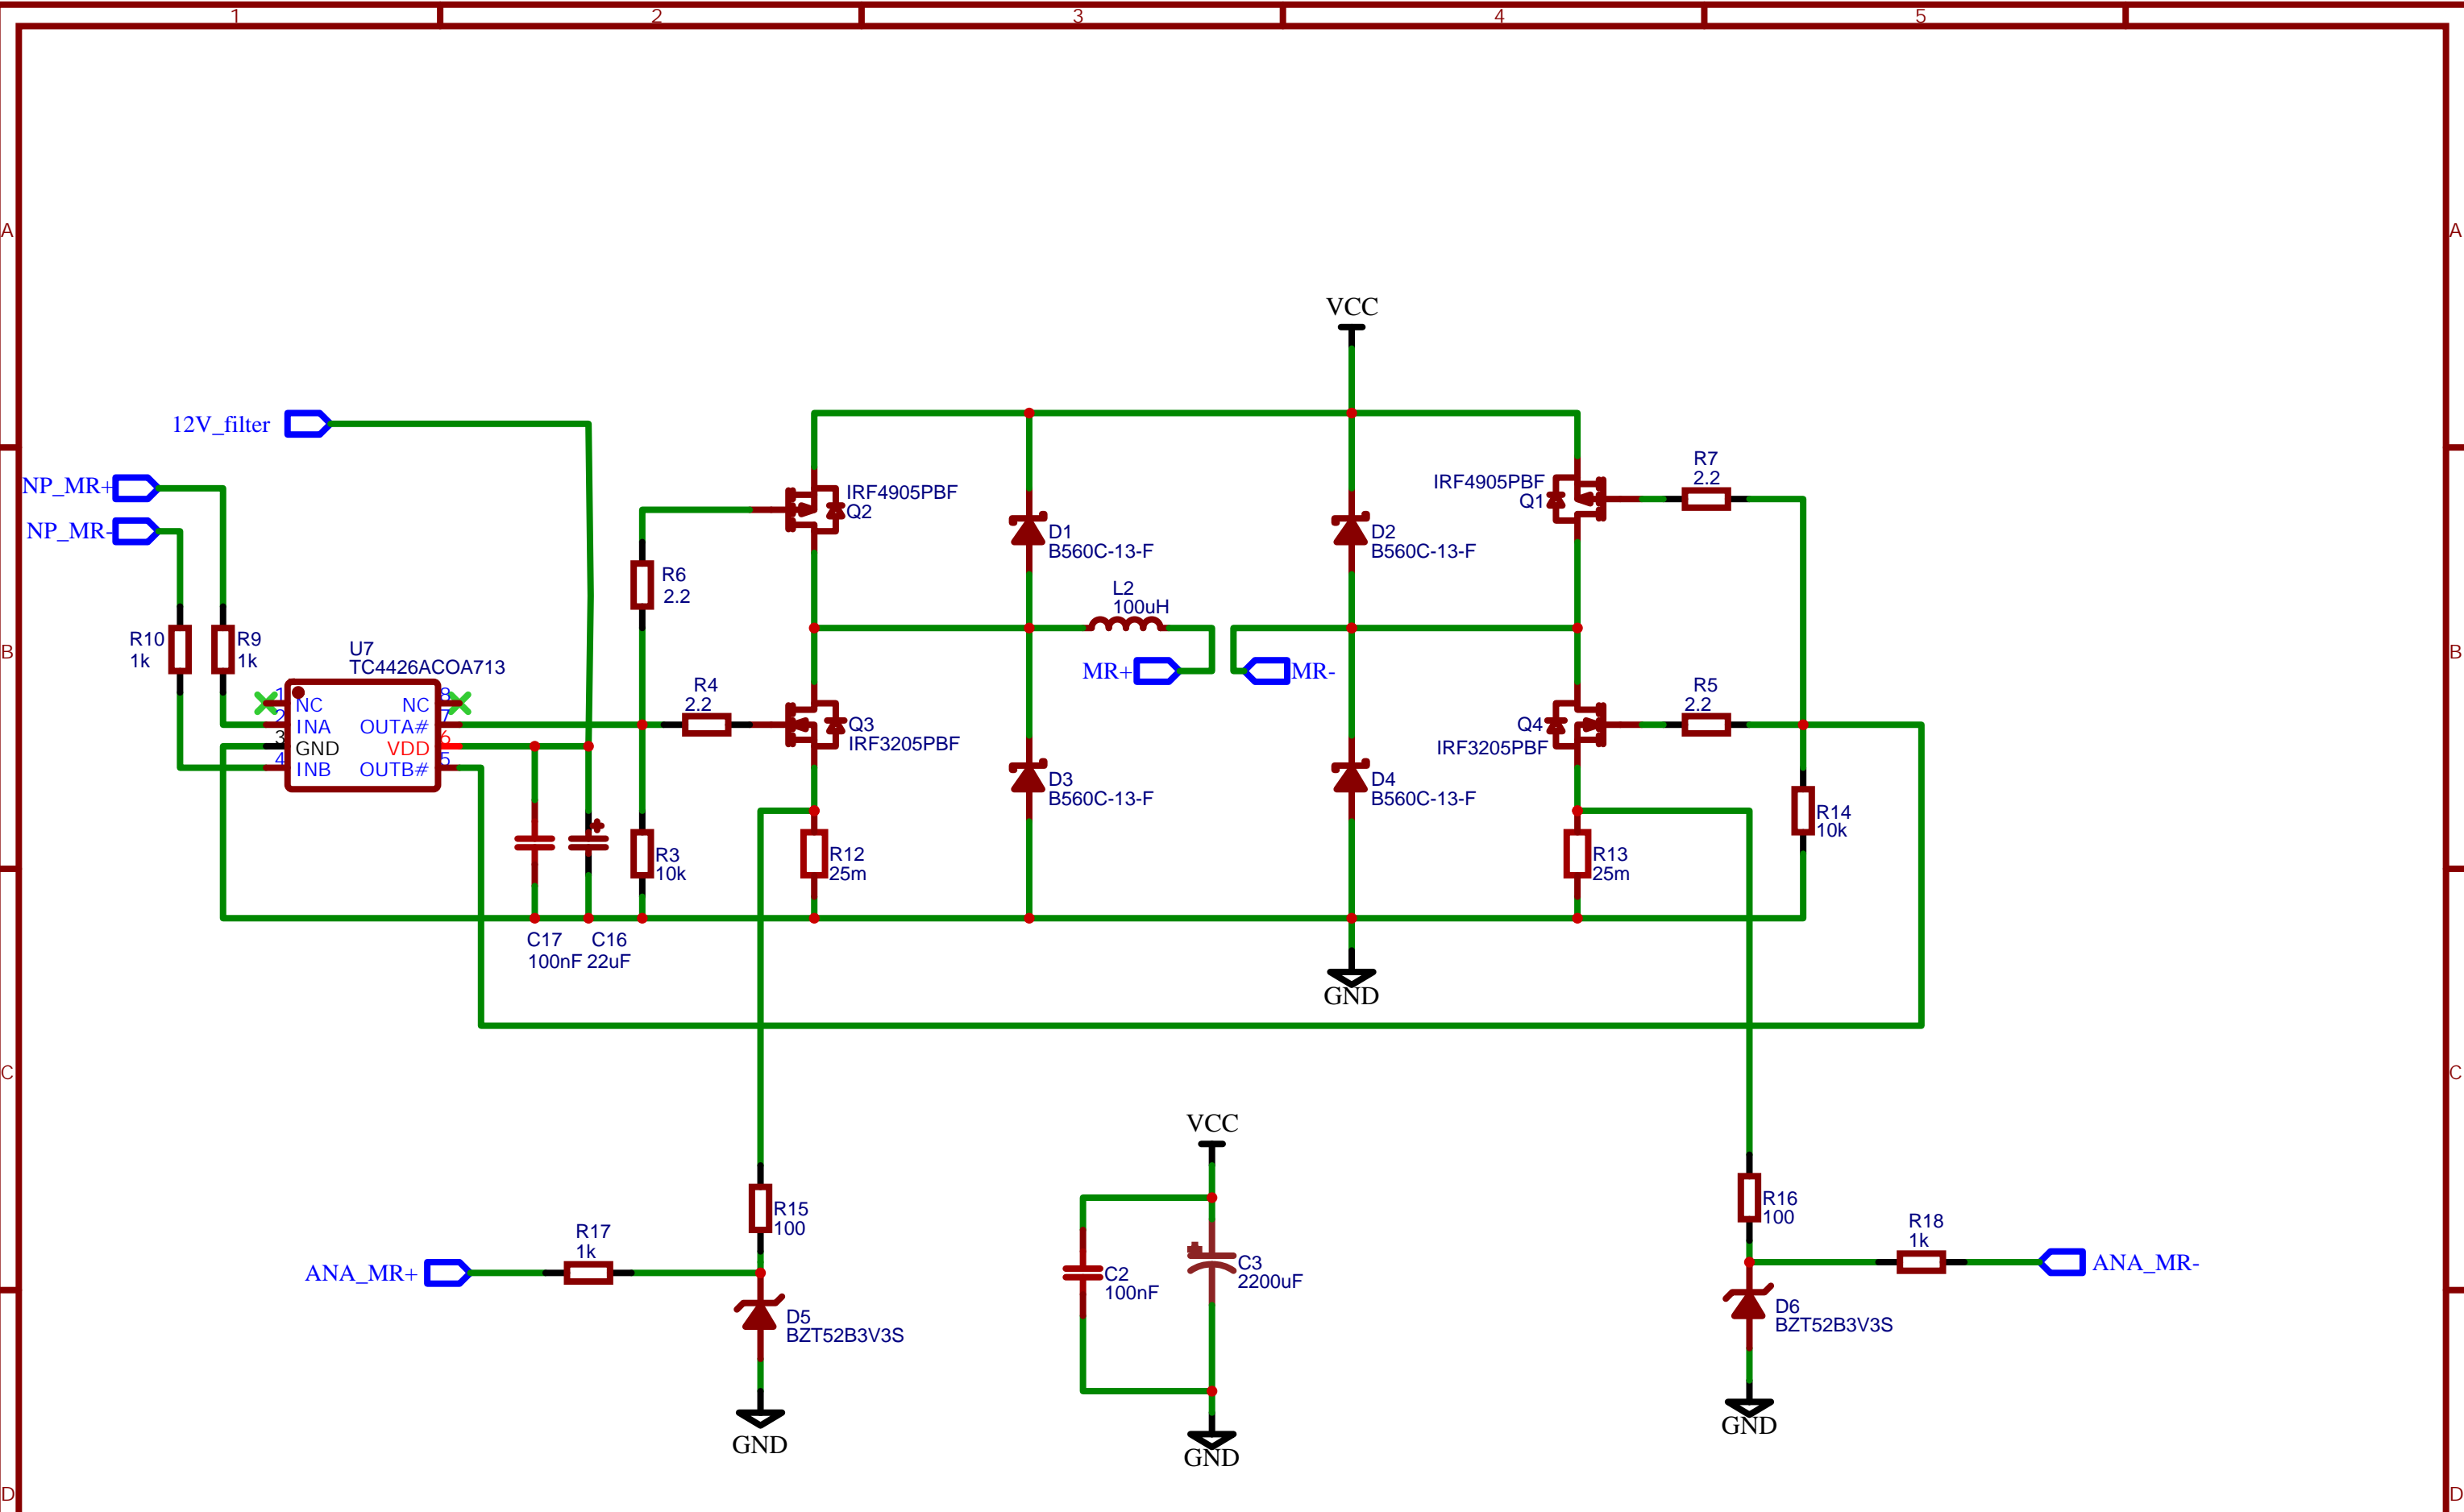 1 2 3 4 5
A A
VCC
12V_filter
NP_MR+
NP_MR-
IRF4905PBF
Q2
IRF4905PBF
Q1
R7
2.2
D1
B560C-13-F
D2
B560C-13-F
R6
2.2
L2
100uH
R10
1k
R9
1k
B B
U7
TC4426ACOA713
MR+
MR-
R4
2.2
R5
2.2
1 NC NC 8
2 INA OUTA# 7
3 GND VDD 6
4 INB OUTB# 5
Q3
IRF3205PBF
Q4
IRF3205PBF
D3
B560C-13-F
D4
B560C-13-F
R14
10k
R3
10k
R12
25m
R13
25m
C17
100nF
C16
22uF
GND
C C
VCC
R15
100
R16
100
R17
1k
R18
1k
ANA_MR+
ANA_MR-
C2
100nF
C3
2200uF
D5
BZT52B3V3S
D6
BZT52B3V3S
GND
GND
GND
D D